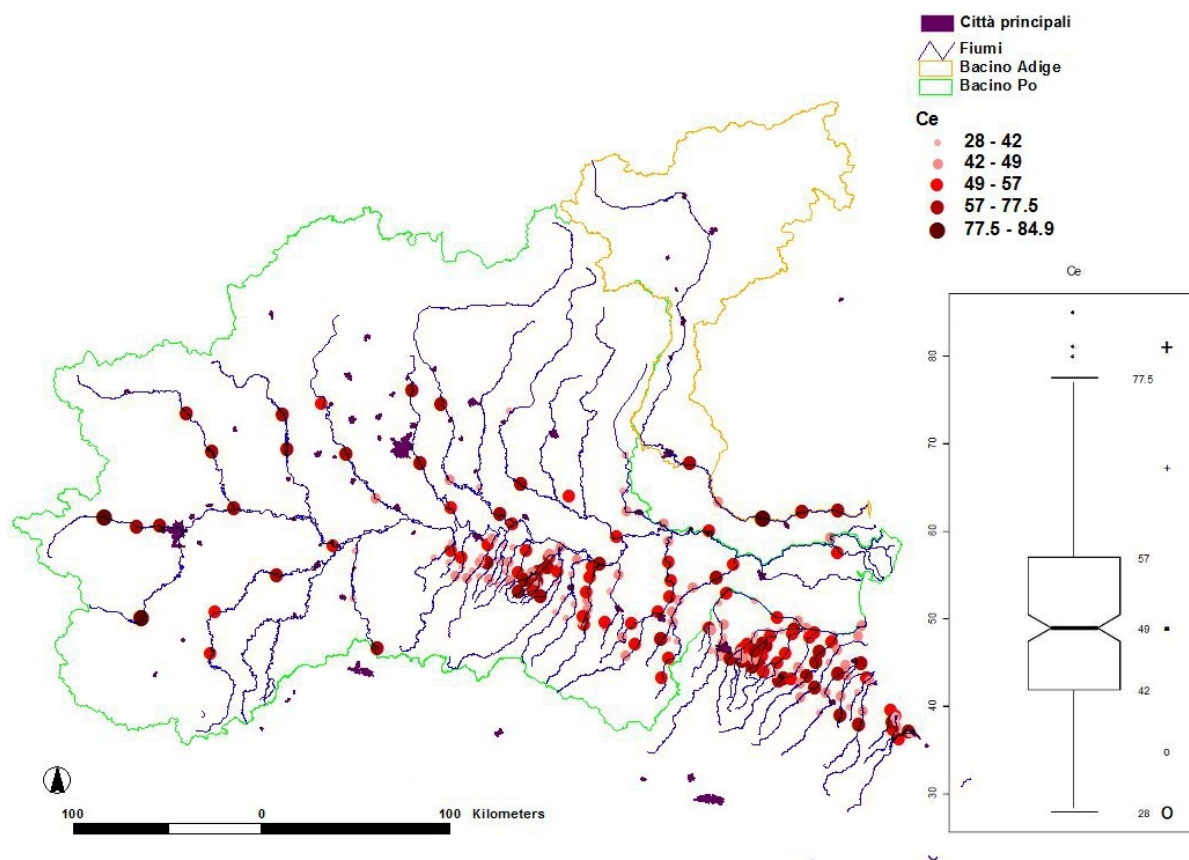 Città principali
Fiumi
Bacino Adige
Bacino Po
Ce
28 - 42
42 - 49
49 - 57
57 - 77.5
77.5 - 84.9
Ce
80
77.5
70
60
57
50
49
42
40
30
28
100 0 100 Kilometers